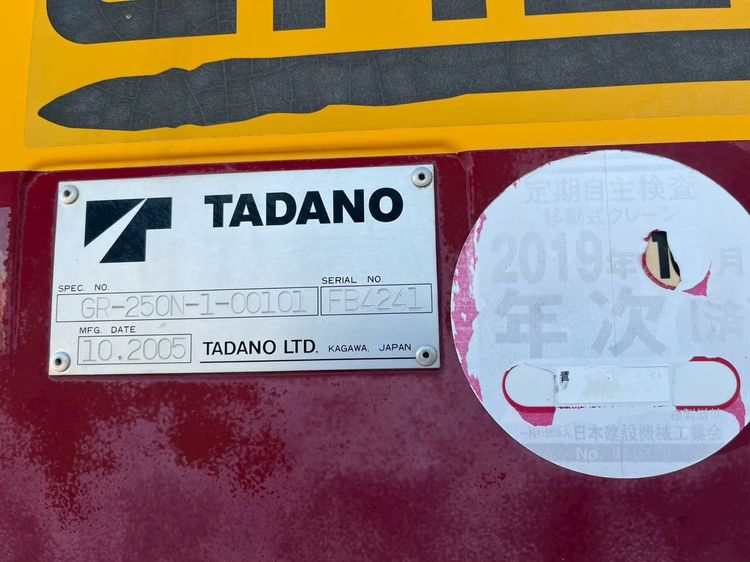 TADANO
SPEC. NO. SERIAL NO.
GR-250N-1-00101 FB4241
MFG. DATE
10.2005 TADANO LTD. KAGAWA, JAPAN
定期自主検査
移動式クレーン
2019年 1 月
年次
日本建設機械工業会
No.